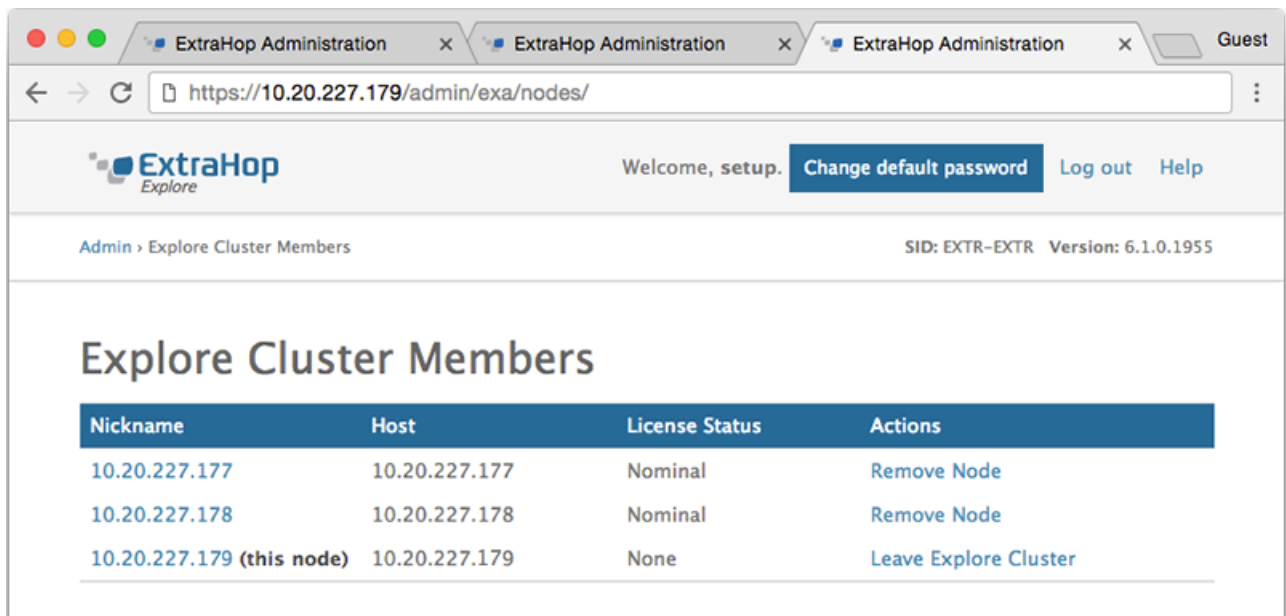 ExtraHop Administration × ExtraHop Administration × ExtraHop Administration × Guest
https://10.20.227.179/admin/exa/nodes/
ExtraHop Welcome, setup. Change default password Log out Help
Explore
Admin › Explore Cluster Members SID: EXTR-EXTR Version: 6.1.0.1955
Explore Cluster Members
Nickname Host License Status Actions
10.20.227.177 10.20.227.177 Nominal Remove Node
10.20.227.178 10.20.227.178 Nominal Remove Node
10.20.227.179 (this node) 10.20.227.179 None Leave Explore Cluster